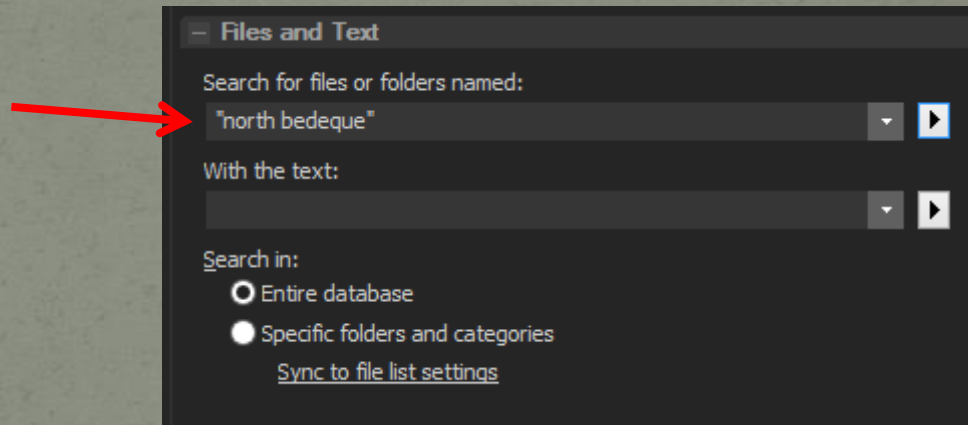 Files and Text
Search for files or folders named:
"north bedeque"
With the text:
Search in:
Entire database
Specific folders and categories
Sync to file list settings